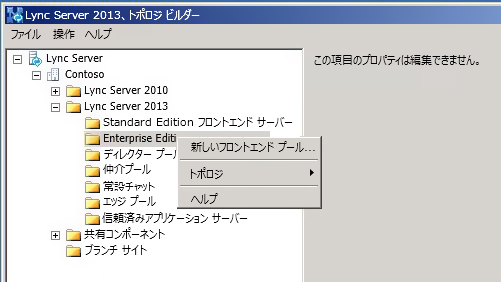 Lync Server 2013、トポロジ ビルダー
ファイル 操作 ヘルプ
Lync Server
この項目のプロパティは編集できません。
Contoso
Lync Server 2010
Lync Server 2013
Standard Edition フロントエンド サーバー
Enterprise Editi
新しいフロントエンド プール...
ディレクター プール
仲介プール
トポロジ
常設チャット
エッジ プール
ヘルプ
信頼済みアプリケーション サーバー
共有コンポーネント
ブランチ サイト